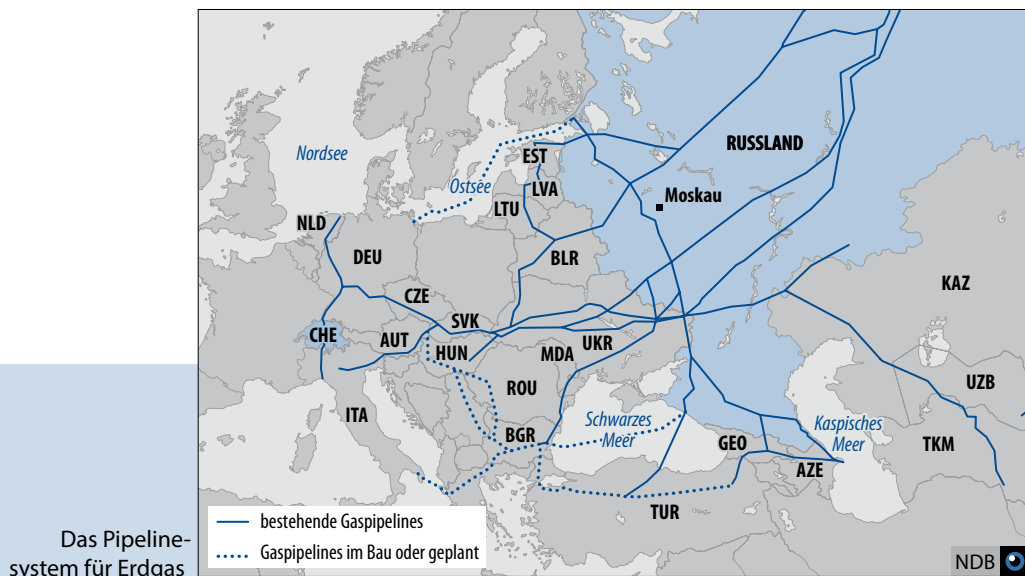 RUSSLAND
Nordsee
EST
Ostsee
LVA
Moskau
LTU
NLD
DEU
BLR
KAZ
CZE
SVK
CHE
AUT
UKR
HUN
MDA
ROU
UZB
ITA
Schwarzes
Meer
Kaspisches
Meer
BGR
GEO
TKM
AZE
TUR
bestehende Gaspipelines
Gaspipelines im Bau oder geplant
NDB
Das Pipeline-
system für Erdgas